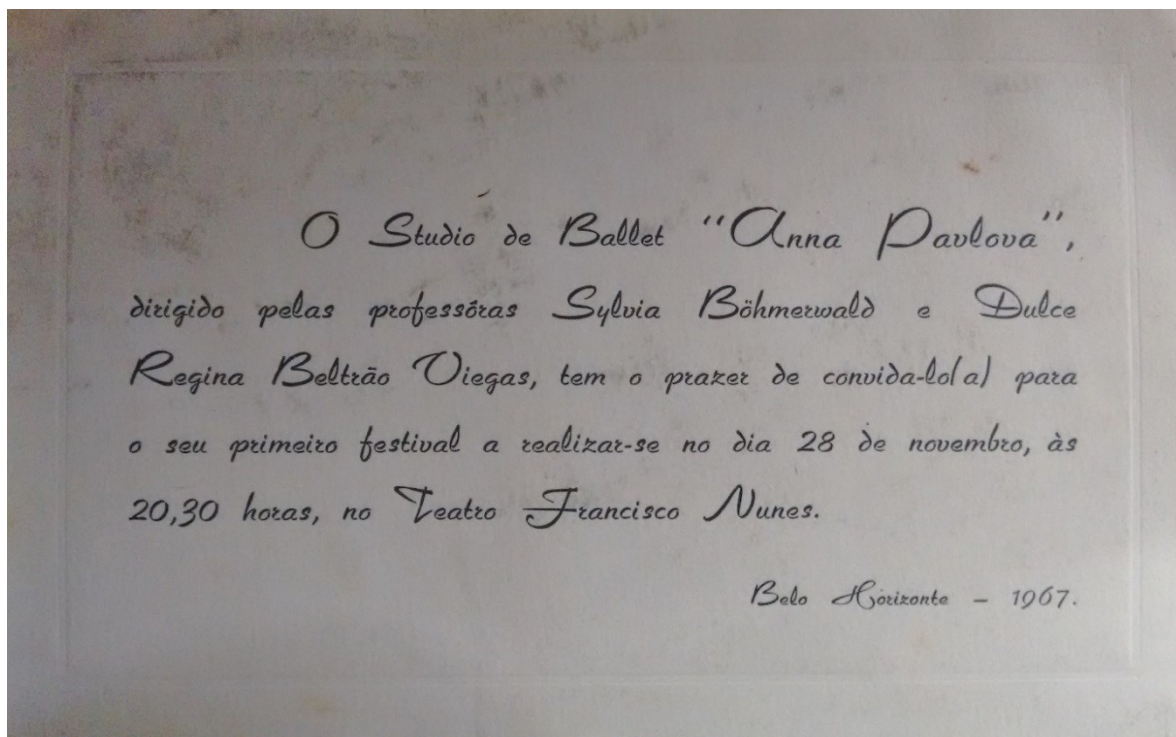 O Studio de Ballet “Anna Pavlova”,
dirigido pelas professôras Sylvia Böhmerwald e Dulce
Regina Beltrão Viegas, tem o prazer de convida-lo(a) para
o seu primeiro festival a realizar-se no dia 28 de novembro, às
20,30 horas, no Teatro Francisco Nunes.
Belo Horizonte – 1967.